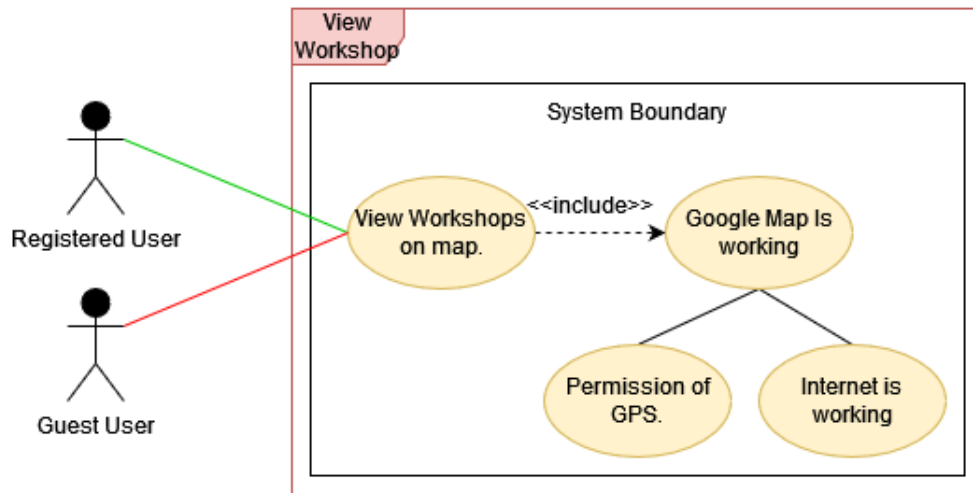 View
Workshop
System Boundary
Registered User
View Workshops
on map.
<<include>>
Google Map Is
working
Guest User
Permission of
GPS.
Internet is
working